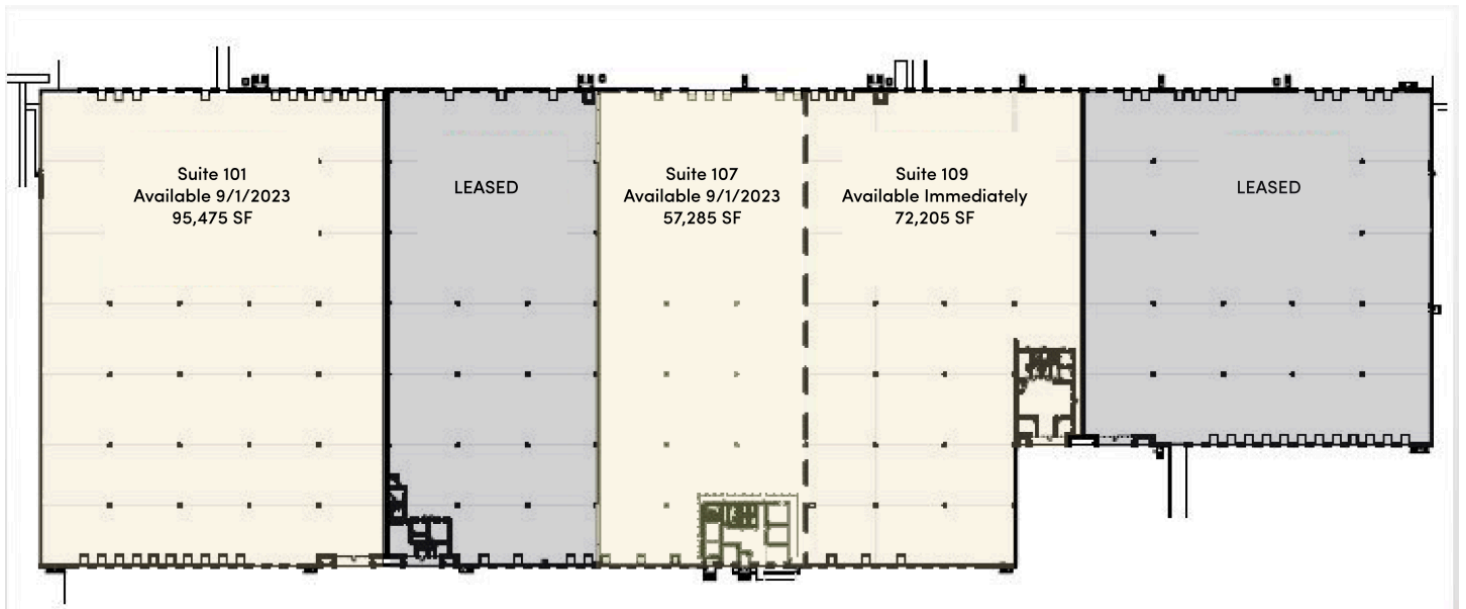 Suite 101
Available 9/1/2023
95,475 SF
LEASED
Suite 107
Available 9/1/2023
57,285 SF
Suite 109
Available Immediately
72,205 SF
LEASED